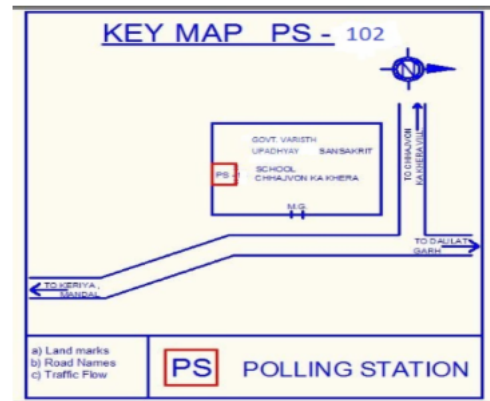 KEY MAP PS - 102
N
GOVT. VARISTH
UPADHYAY SANSAKRIT
PS -
SCHOOL
CHHAJVON KA KHERA
M.G.
TO CHHAJVON
KA KHERA VILL
TO DAULAT
GARH
TO KERIYA,
MANDAL
a) Land marks
b) Road Names
c) Traffic Flow
PS POLLING STATION